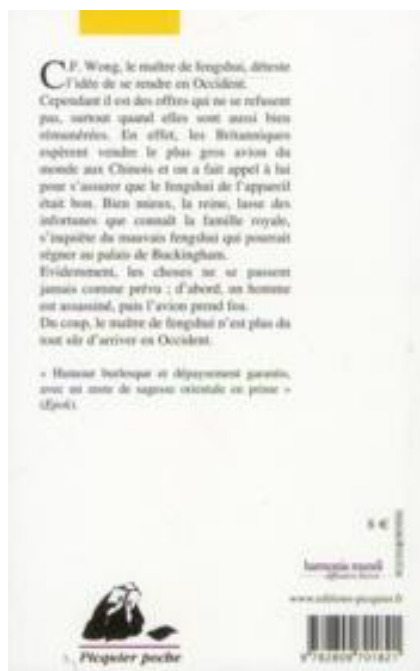 C.F. Wong, le maître de fengshui, déteste
l'idée de se rendre en Occident.
Cependant il est des offres qui ne se refusent
pas, surtout quand elles sont aussi bien
rémunérées. En effet, les Britanniques
espèrent vendre le plus gros avion du
monde aux Chinois et on a fait appel à lui
pour s'assurer que le fengshui de l'appareil
était bon. Bien mieux, la reine, lasse des
infortunes que connaît la famille royale,
s'inquiète du mauvais fengshui qui pourrait
régner au palais de Buckingham.
Evidemment, les choses ne se passent
jamais comme prévu : d'abord, un homme
est assassiné, puis l'avion prend feu.
Du coup, le maître de fengshui n'est plus du
tout sûr d'arriver en Occident.
« Humour burlesque et dépaysement garantis,
avec un zeste de sagesse orientale en prime »
(Epok).
8 €
harmonia mundi
diffusion livres
www.editions-picquier.fr
Picquier poche
9 782809 701821